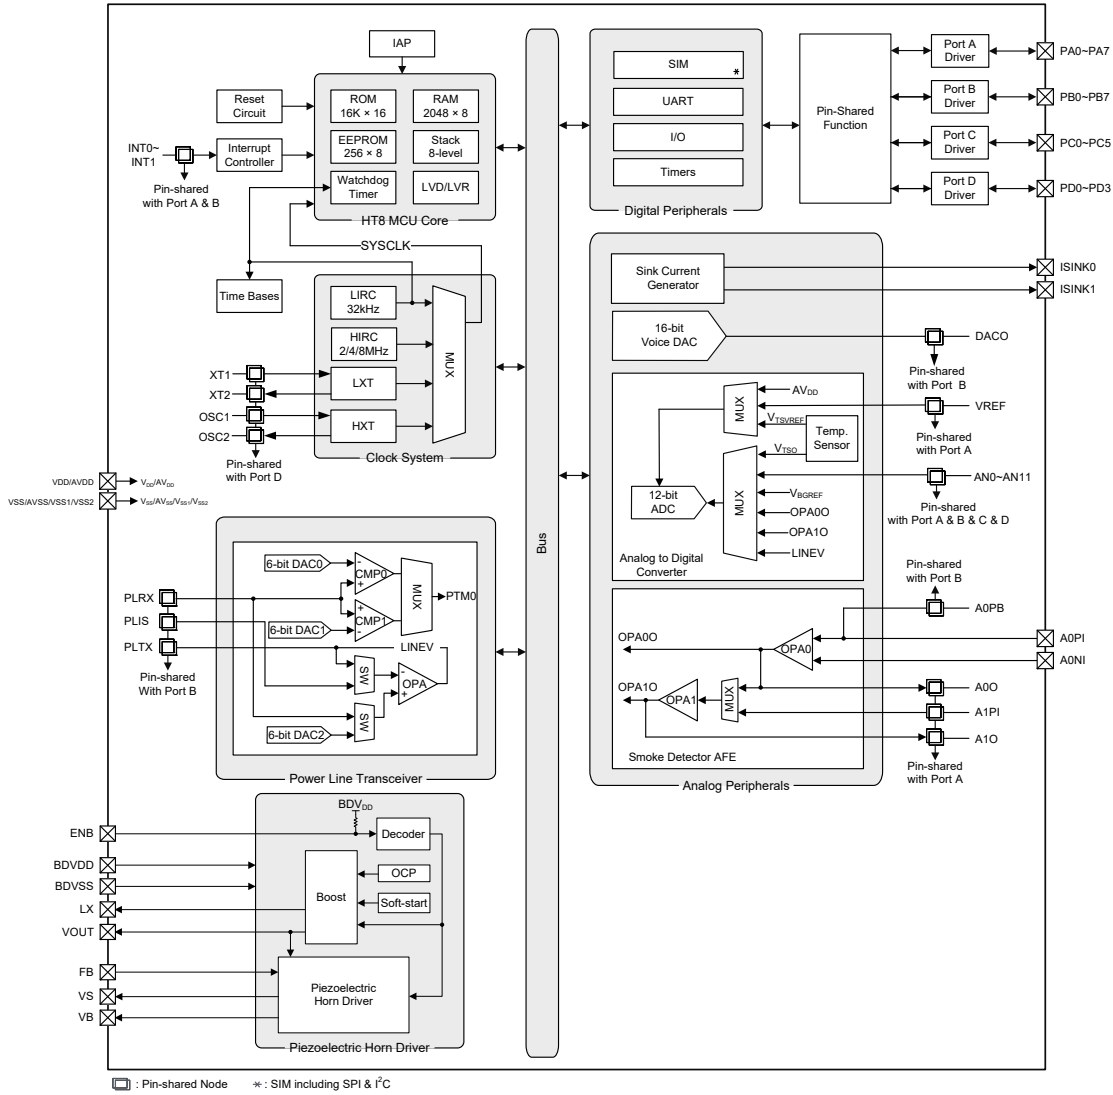 IAP
Reset
Circuit
ROM
16K × 16
RAM
2048 × 8
EEPROM
256 × 8
Stack
8-level
Watchdog
Timer
LVD/LVR
HT8 MCU Core
INT0~
INT1
Interrupt
Controller
Pin-shared
with Port A & B
SYSCLK
Time Bases
LIRC
32kHz
HIRC
2/4/8MHz
LXT
HXT
MUX
Clock System
XT1
XT2
OSC1
OSC2
Pin-shared
with Port D
VDD/AVDD
VDD/AVDD
VSS/AVSS/VSS1/VSS2
VSS/AVSS/VSS1/VSS2
6-bit DAC0
CMP0
-
+
MUX
PTM0
6-bit DAC1
CMP1
+
-
PLRX
PLIS
PLTX
Pin-shared
With Port B
LINEV
SW
OPA
-
+
SW
6-bit DAC2
Power Line Transceiver
BDVDD
ENB
Decoder
BDVDD
BDVSS
LX
VOUT
Boost
OCP
Soft-start
FB
VS
VB
Piezoelectric
Horn Driver
Piezoelectric Horn Driver
Bus
SIM
*
UART
I/O
Timers
Digital Peripherals
Pin-Shared
Function
Port A
Driver
PA0~PA7
Port B
Driver
PB0~PB7
Port C
Driver
PC0~PC5
Port D
Driver
PD0~PD3
Sink Current
Generator
ISINK0
ISINK1
16-bit
Voice DAC
DACO
Pin-shared
with Port B
MUX
AVDD
VREF
VTSVREF
Temp.
Sensor
VTSO
Pin-shared
with Port A
AN0~AN11
12-bit
ADC
MUX
VBGREF
OPA0O
OPA1O
LINEV
Pin-shared
with Port A & B & C & D
Analog to Digital
Converter
Pin-shared
with Port B
A0PB
OPA0O
OPA0
+
-
A0PI
A0NI
OPA1O
OPA1
MUX
A0O
A1PI
A1O
Pin-shared
with Port A
Smoke Detector AFE
Analog Peripherals
: Pin-shared Node
* : SIM including SPI & I²C